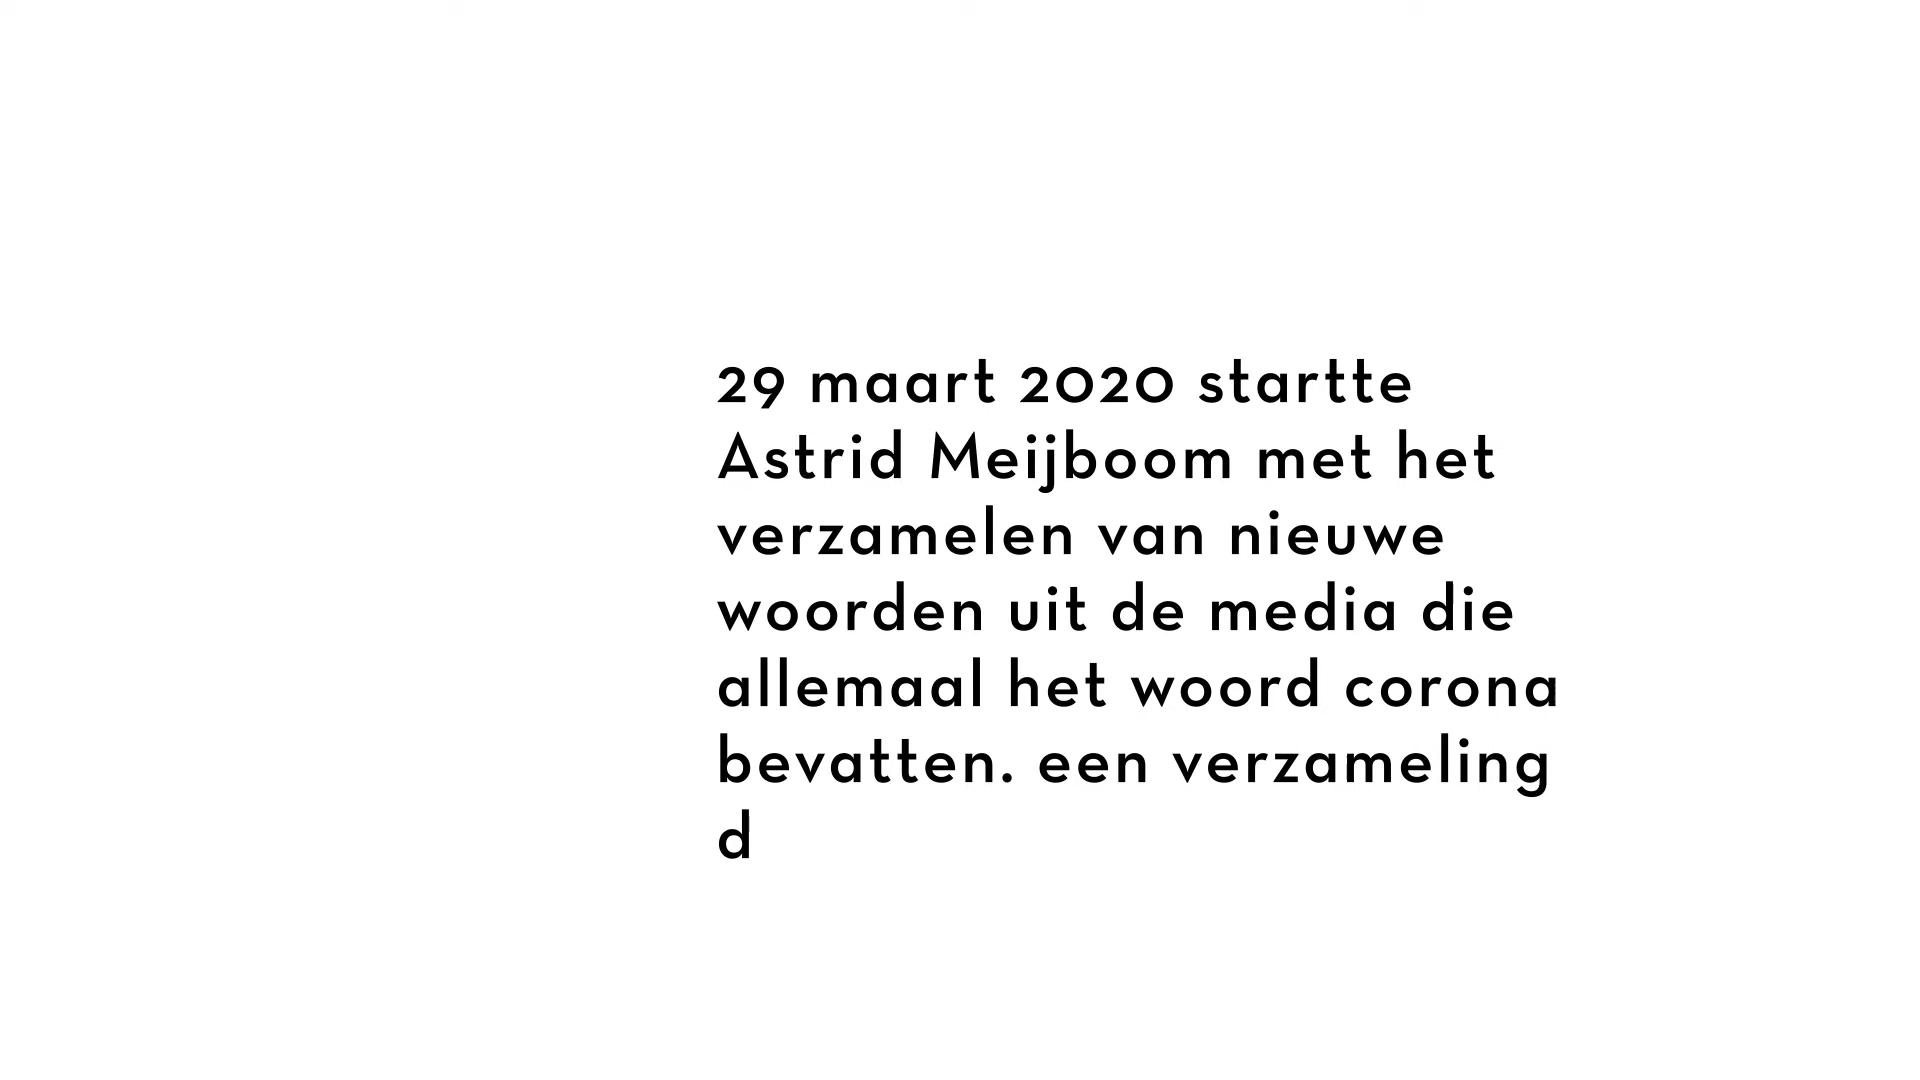 29 maart 2020 startte
Astrid Meijboom met het
verzamelen van nieuwe
woorden uit de media die
allemaal het woord corona
bevatten. een verzameling
d